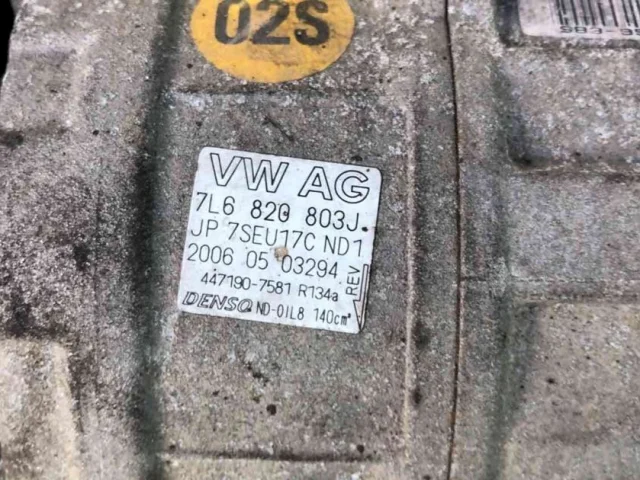 02S
VW AG
7L6 820 803J
JP 7SEU17C ND1
2006 05 03294
REV
447190-7581 R134a
DENSO ND-OIL8 140cm³